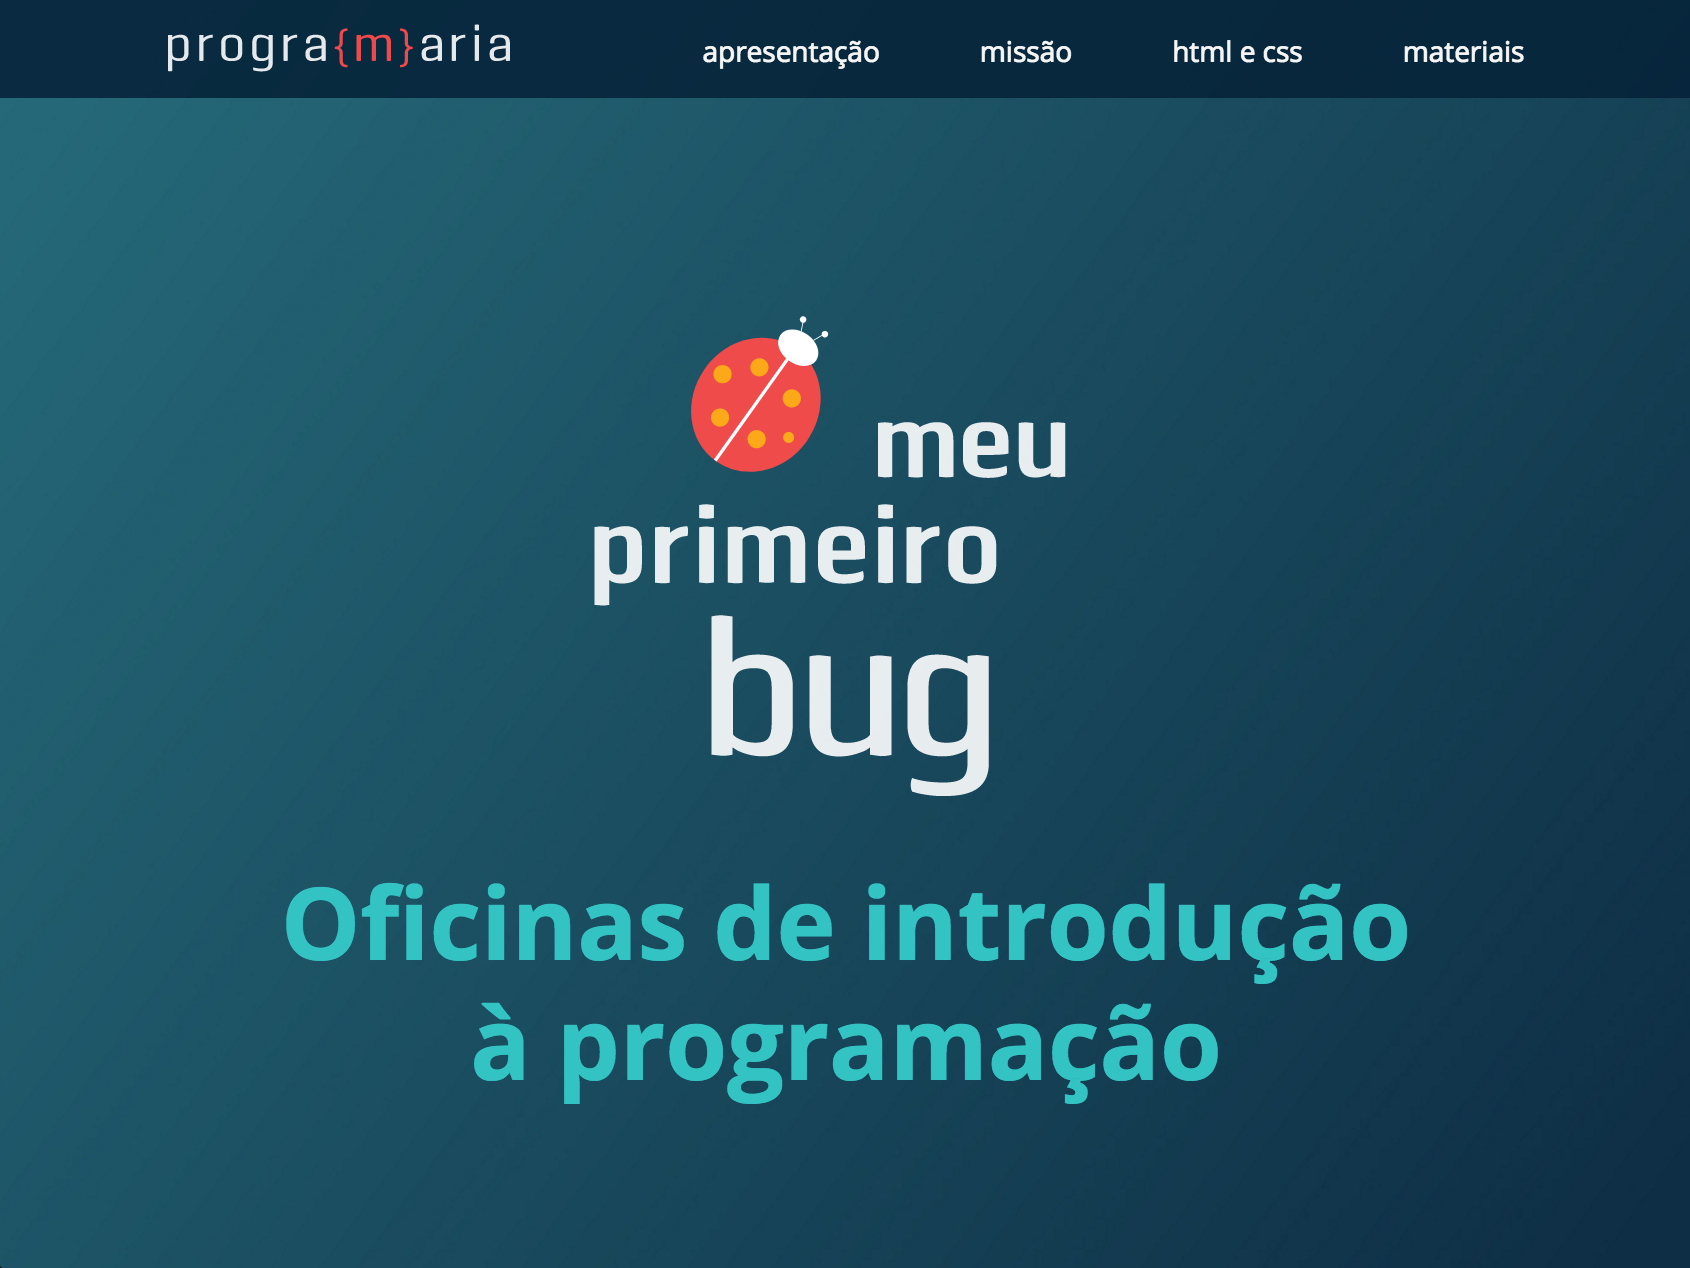 progra{m}aria
apresentação
missão
html e css
materiais
meu
primeiro
bug
Oficinas de introdução
à programação